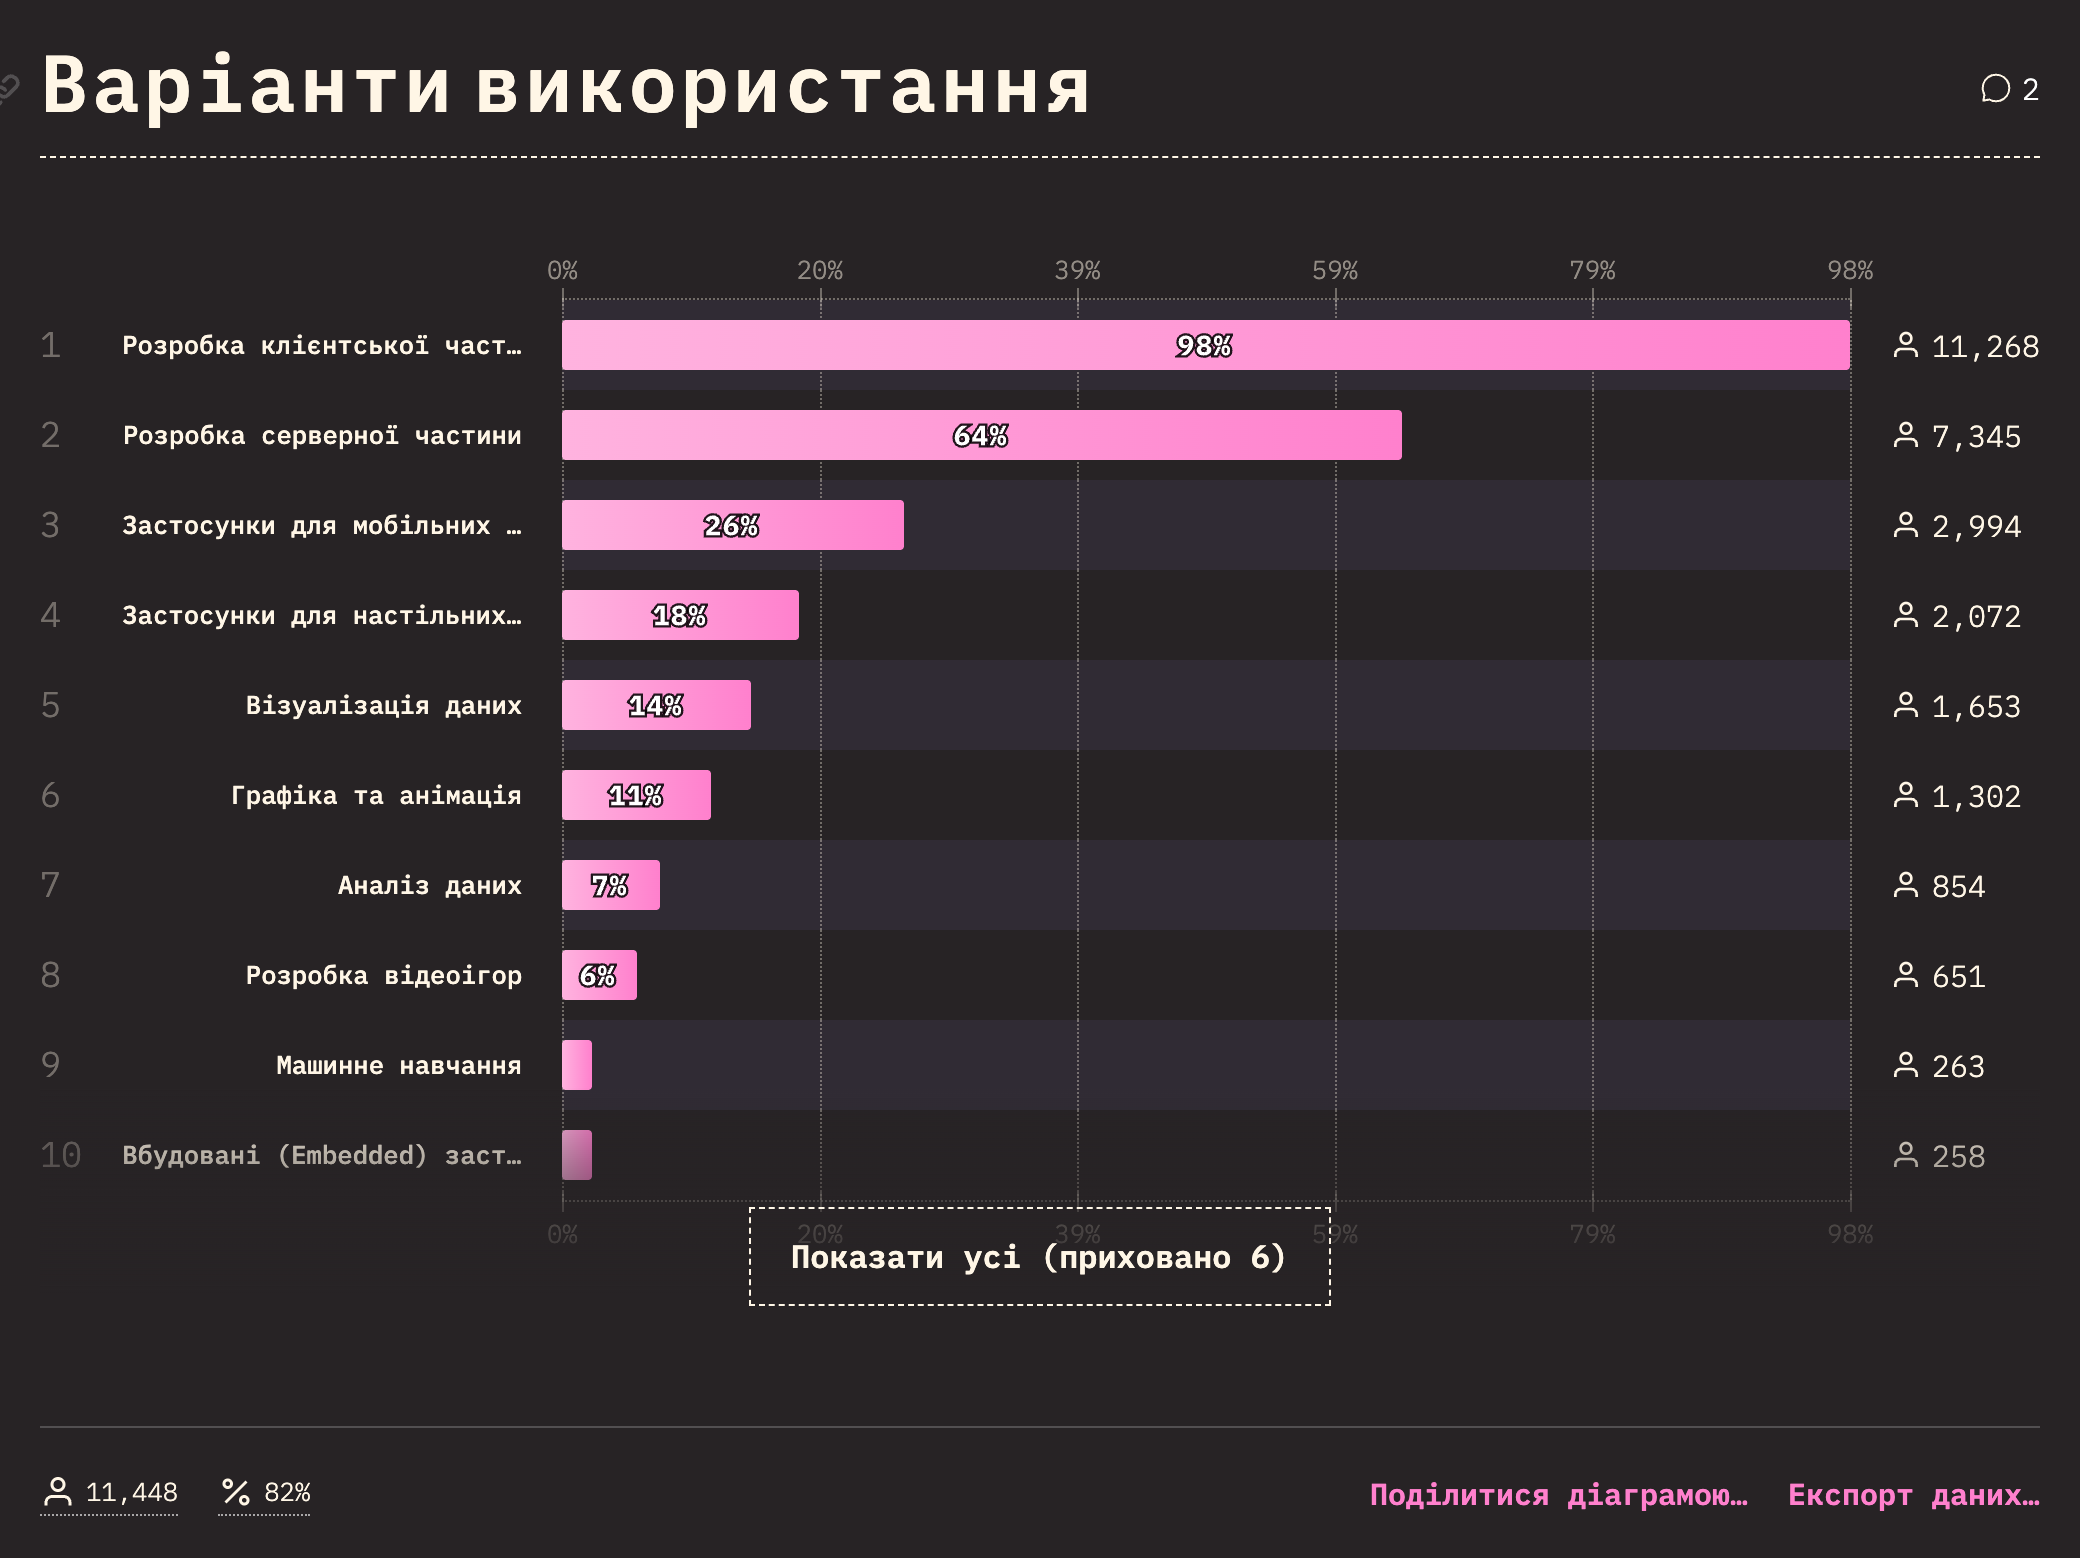 Варіанти використання
2
0% 20% 39% 59% 79% 98%
1 Розробка клієнтської част… 98% 11,268
2 Розробка серверної частини 64% 7,345
3 Застосунки для мобільних … 26% 2,994
4 Застосунки для настільних… 18% 2,072
5 Візуалізація даних 14% 1,653
6 Графіка та анімація 11% 1,302
7 Аналіз даних 7% 854
8 Розробка відеоігор 6% 651
9 Машинне навчання 263
10 Вбудовані (Embedded) заст… 258
0% 20% 39% 59% 79% 98%
Показати усі (приховано 6)
11,448 82% Поділитися діаграмою… Експорт даних…